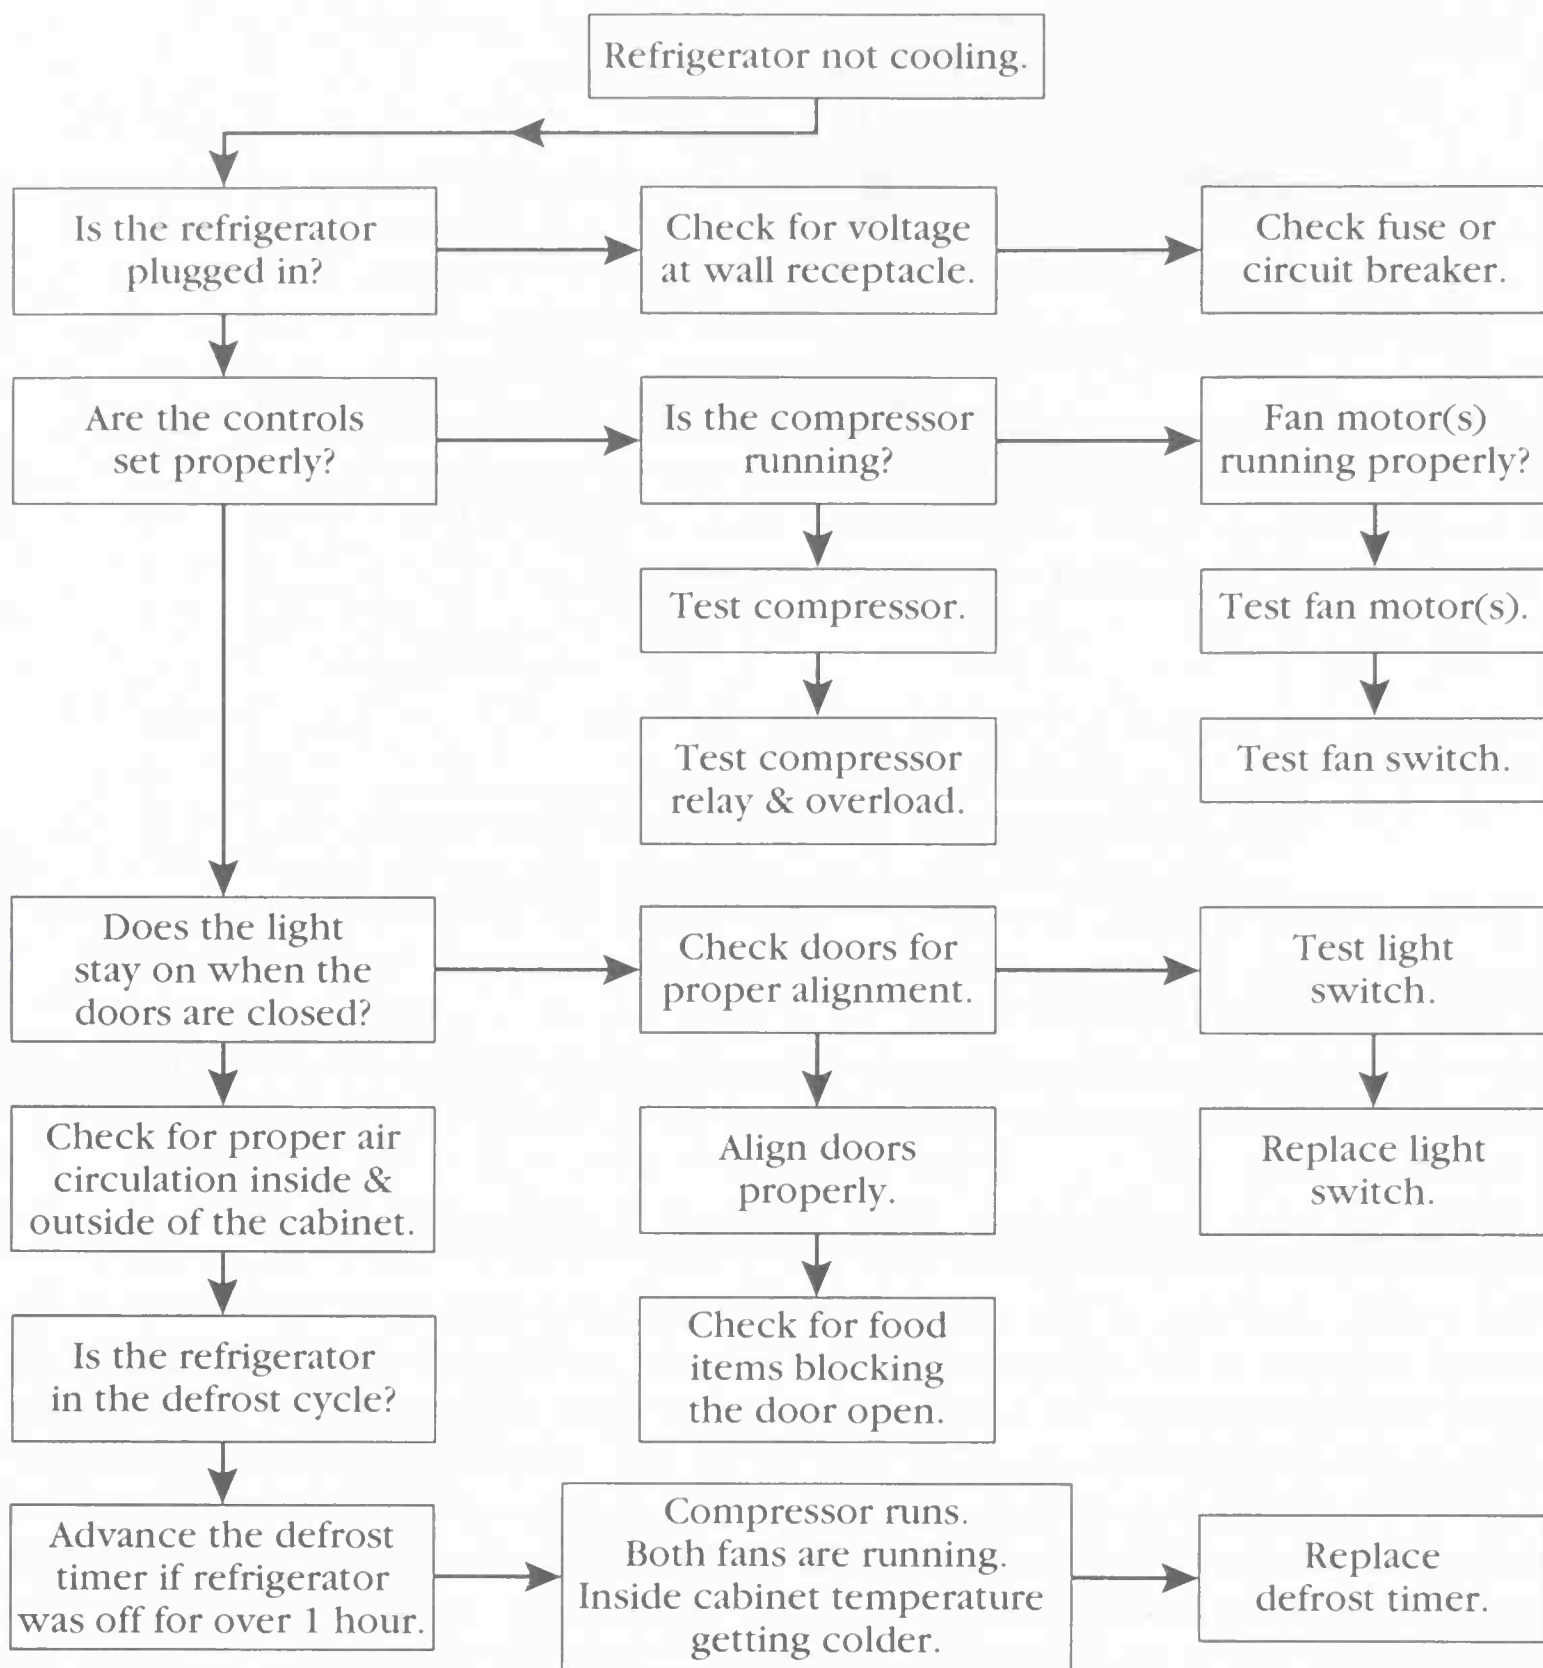 Refrigerator not cooling.
Is the refrigerator
plugged in?
Check for voltage
at wall receptacle.
Check fuse or
circuit breaker.
Are the controls
set properly?
Is the compressor
running?
Fan motor(s)
running properly?
Test compressor.
Test fan motor(s).
Test compressor
relay & overload.
Test fan switch.
Does the light
stay on when the
doors are closed?
Check doors for
proper alignment.
Test light
switch.
Check for proper air
circulation inside &
outside of the cabinet.
Align doors
properly.
Replace light
switch.
Is the refrigerator
in the defrost cycle?
Check for food
items blocking
the door open.
Advance the defrost
timer if refrigerator
was off for over 1 hour.
Compressor runs.
Both fans are running.
Inside cabinet temperature
getting colder.
Replace
defrost timer.